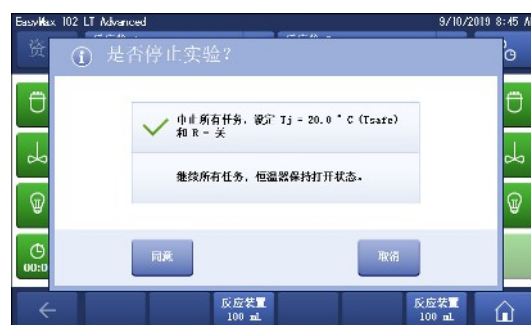 EasyMax 102 LT Advanced
9/10/2019 8:45 A
是否停止实验？
中止所有任务，设定 Tj = 20.0 °C (Tsafe)
和 R = 关
继续所有任务，恒温器保持打开状态。
同意
取消
00:0
反应装置
100 mL
反应装置
100 mL